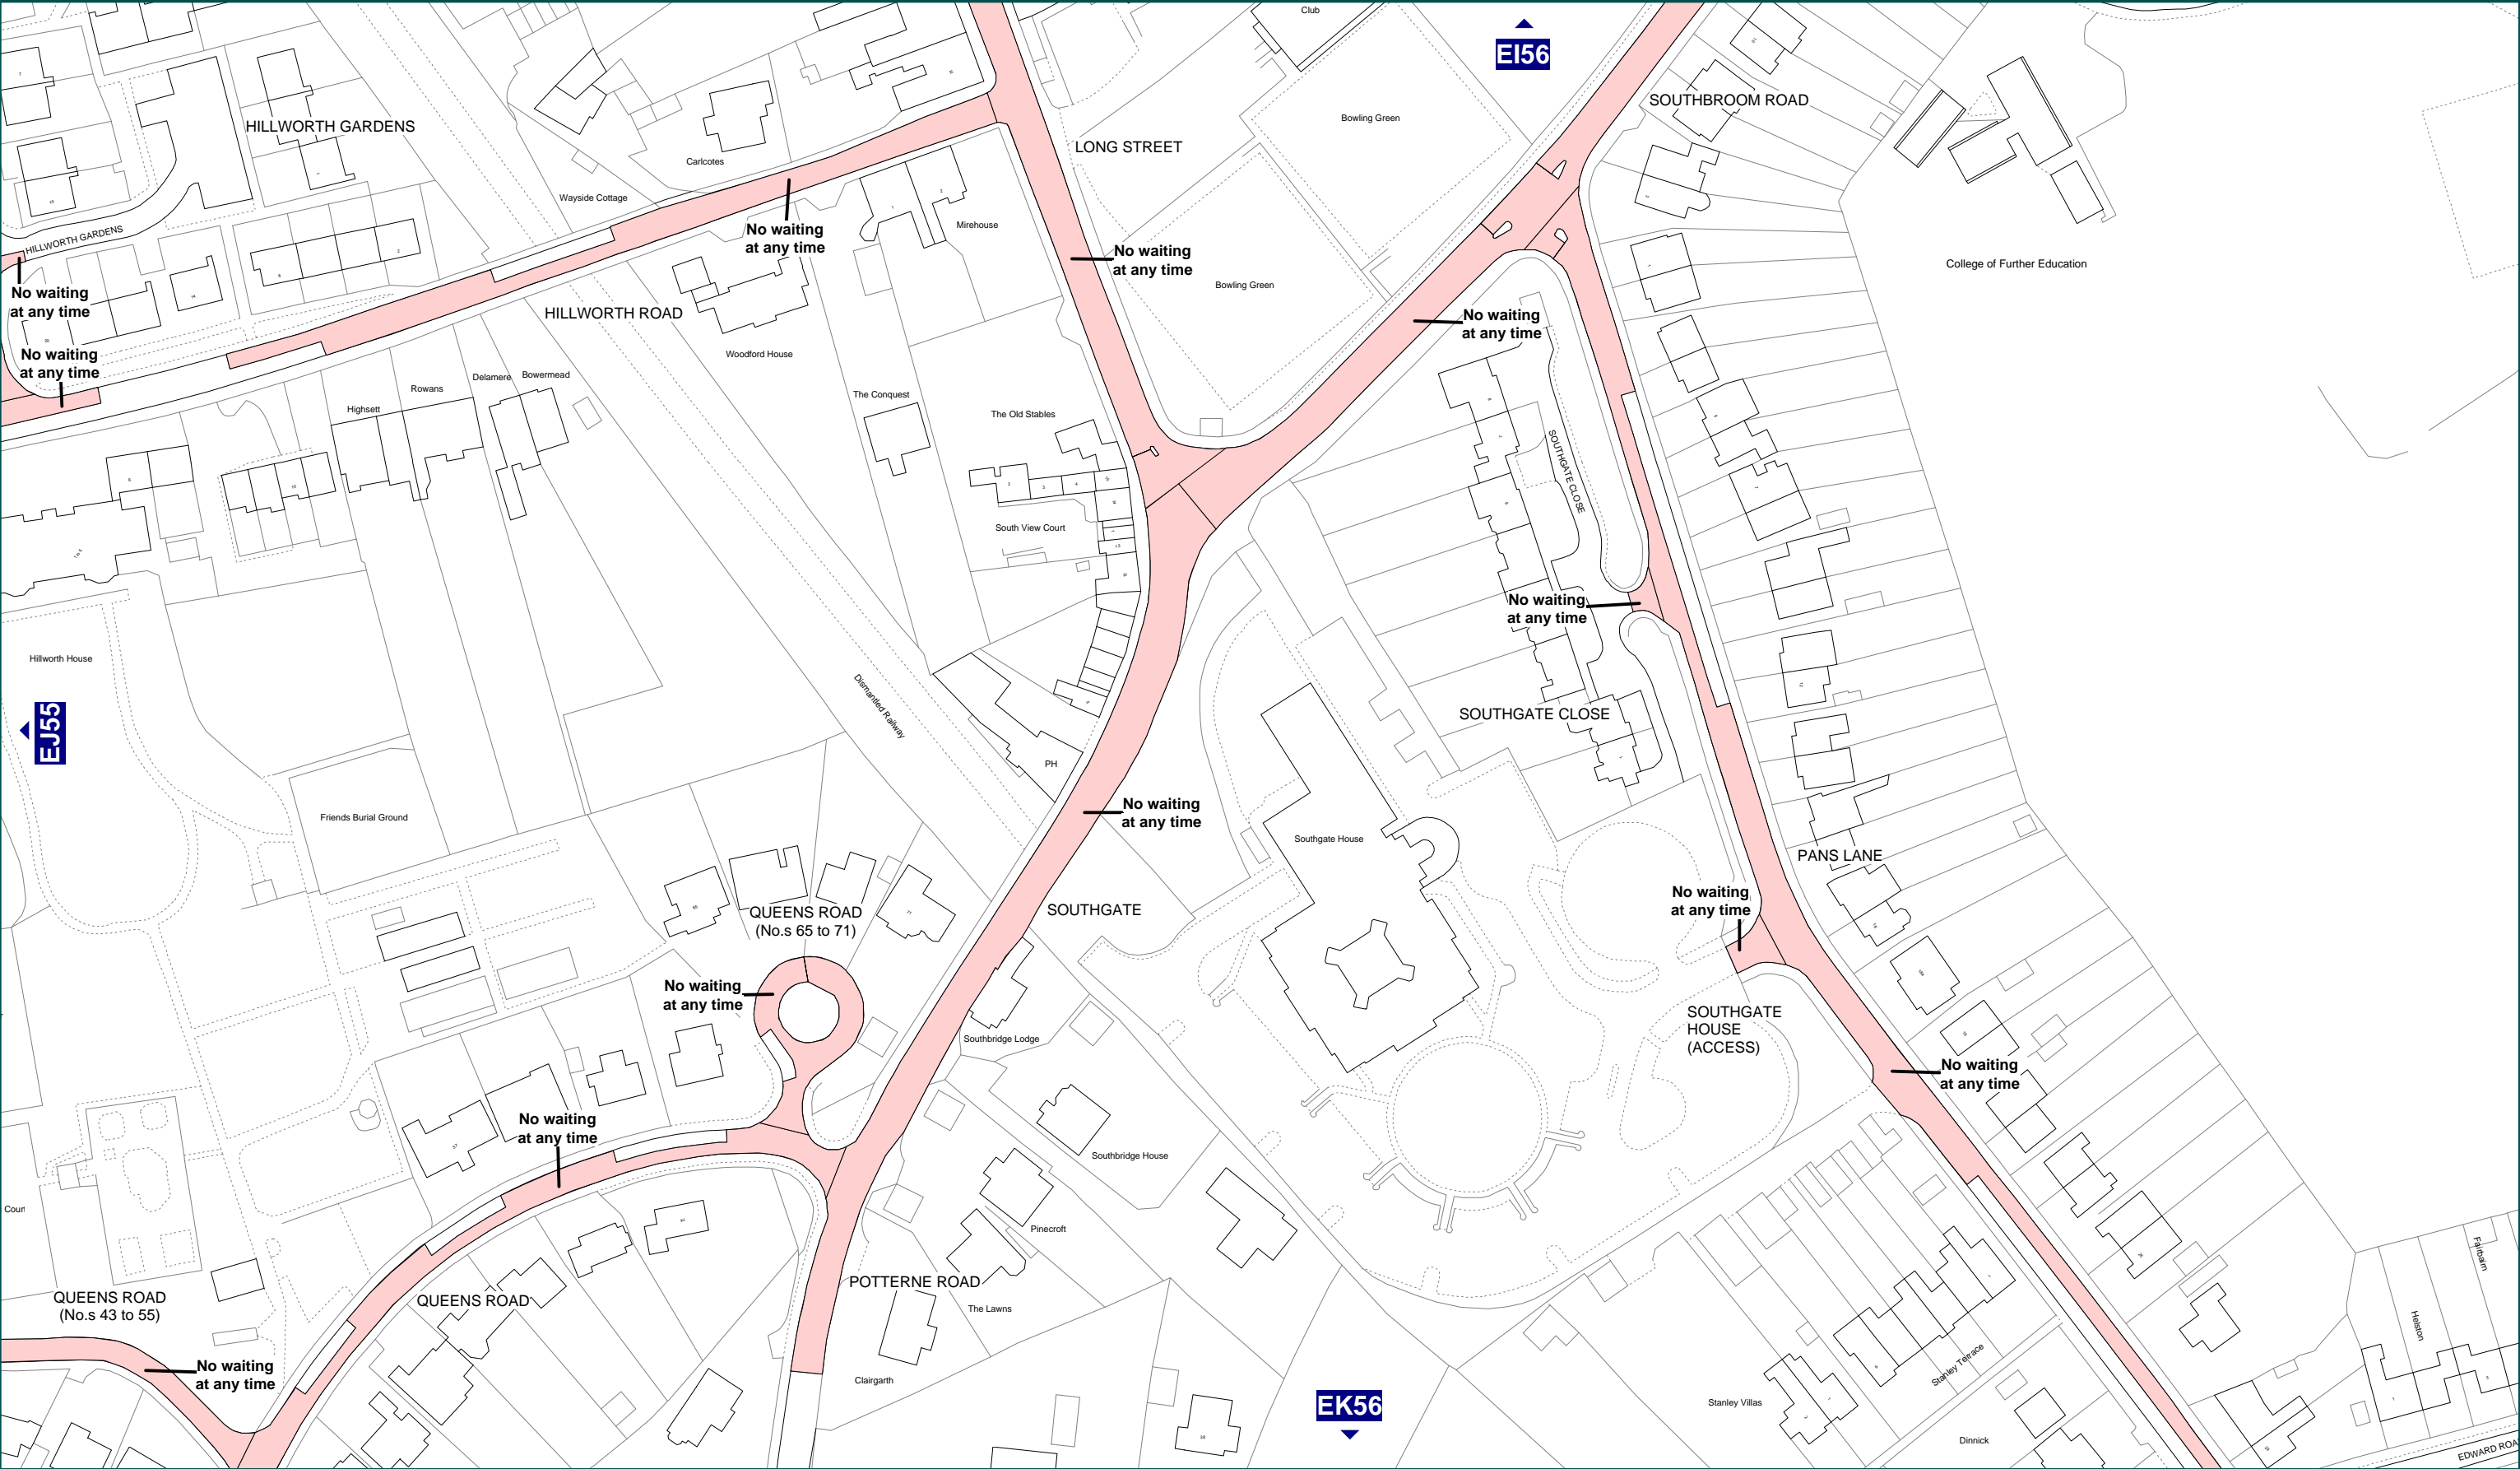 Club
EI56
SOUTHBROOM ROAD
HILLWORTH GARDENS
Bowling Green
LONG STREET
Carlcotes
Wayside Cottage
Mirehouse
No waiting
at any time
HILLWORTH GARDENS
No waiting
at any time
College of Further Education
Bowling Green
No waiting
at any time
HILLWORTH ROAD
No waiting
at any time
No waiting
at any time
Woodford House
Delamere
Bowermead
Rowans
Highsett
The Conquest
The Old Stables
SOUTHGATE CLOSE
South View Court
No waiting
at any time
Hillworth House
EJ55
Dismantled Railway
SOUTHGATE CLOSE
PH
Friends Burial Ground
No waiting
at any time
Southgate House
PANS LANE
No waiting
at any time
QUEENS ROAD
(No.s 65 to 71)
SOUTHGATE
No waiting
at any time
SOUTHGATE
HOUSE
(ACCESS)
Southbridge Lodge
No waiting
at any time
No waiting
at any time
Southbridge House
Court
Pinecroft
POTTERNE ROAD
QUEENS ROAD
(No.s 43 to 55)
QUEENS ROAD
The Lawns
Fairbairn
Helston
No waiting
at any time
Clairgarth
Stanley Terrace
EK56
Stanley Villas
Dinnick
EDWARD ROA